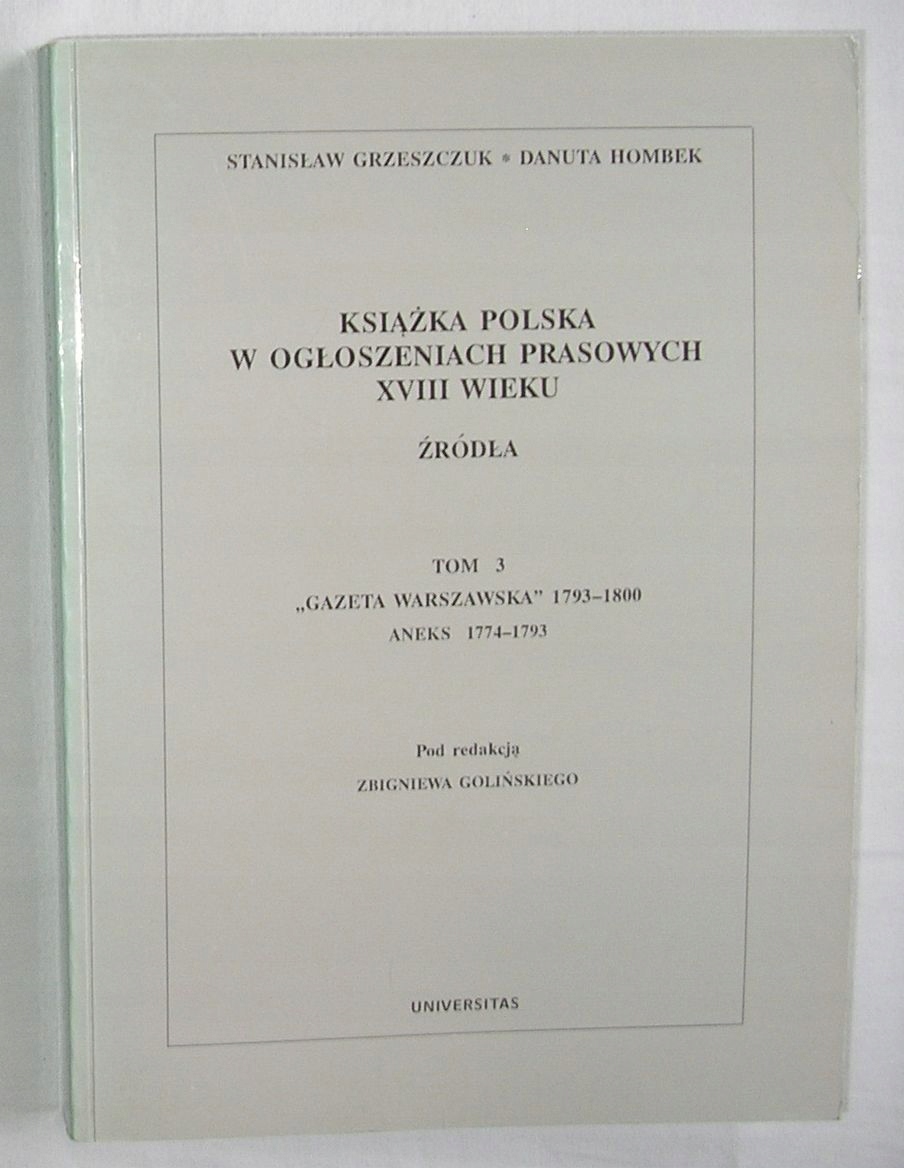 STANISŁAW GRZESZCZUK * DANUTA HOMBEK
KSIĄŻKA POLSKA
W OGŁOSZENIACH PRASOWYCH
XVIII WIEKU
ŹRÓDŁA
TOM 3
„GAZETA WARSZAWSKA” 1793–1800
ANEKS 1774–1793
Pod redakcją
ZBIGNIEWA GOLIŃSKIEGO
UNIVERSITAS